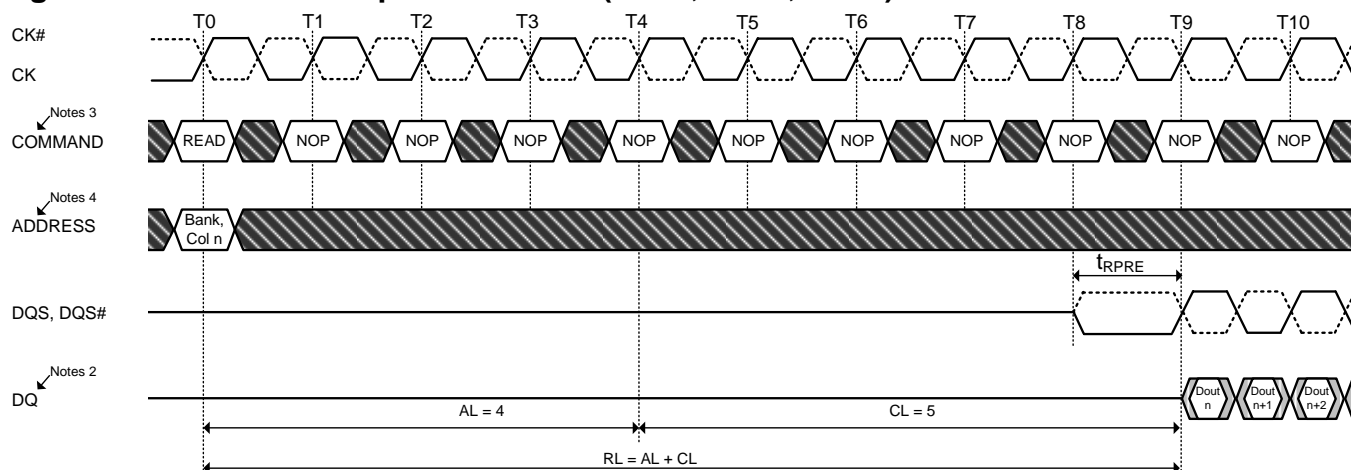 T0 T1 T2 T3 T4 T5 T6 T7 T8 T9 T10
CK#
CK
Notes 3
COMMAND
READ NOP NOP NOP NOP NOP NOP NOP NOP NOP NOP
Notes 4
ADDRESS
Bank,
Col n
tRPRE
DQS, DQS#
Notes 2
DQ
Dout
n
Dout
n+1
Dout
n+2
AL = 4
CL = 5
RL = AL + CL